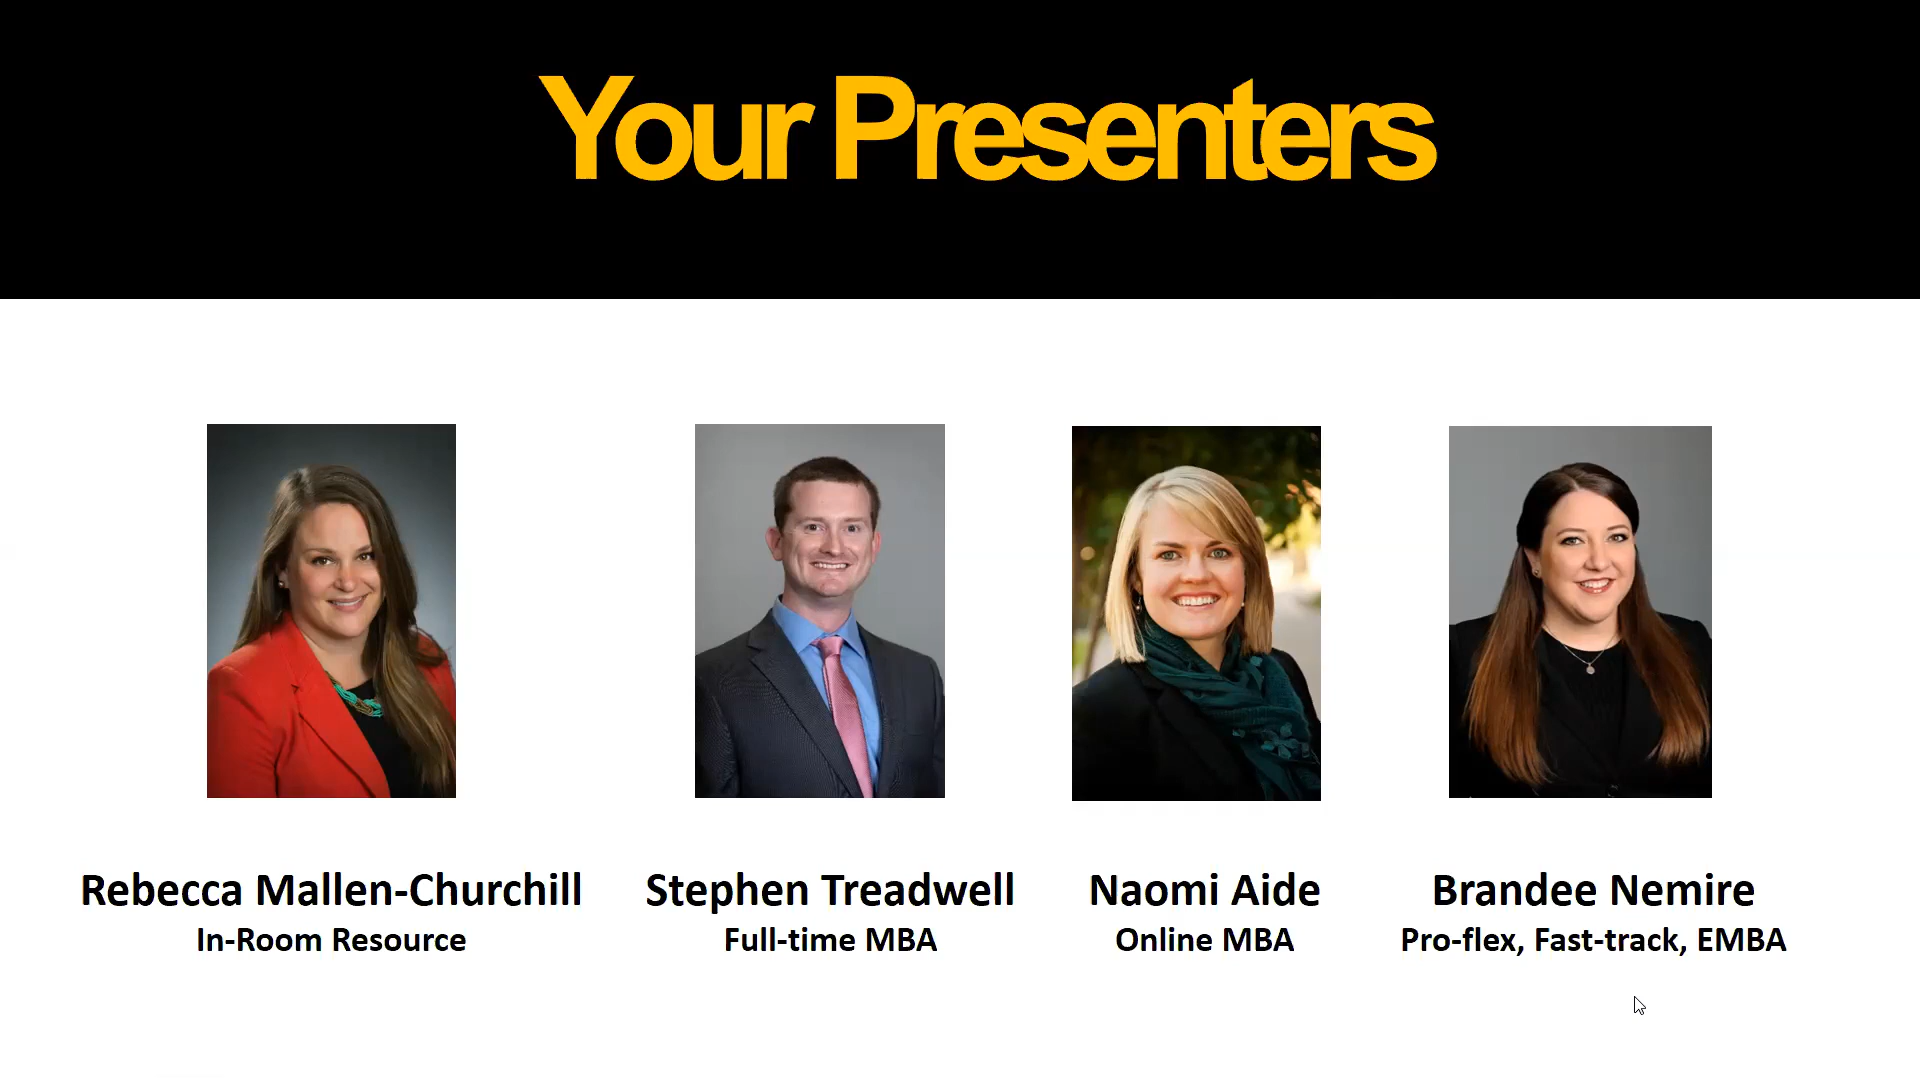 Your Presenters
Rebecca Mallen-Churchill
In-Room Resource
Stephen Treadwell
Full-time MBA
Naomi Aide
Online MBA
Brandee Nemire
Pro-flex, Fast-track, EMBA